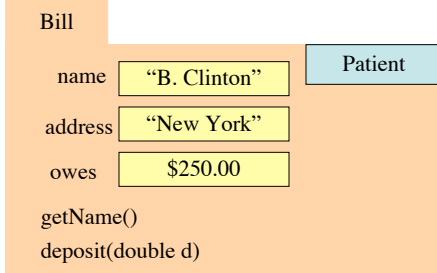 Bill
Patient
name “B. Clinton”
address “New York”
owes $250.00
getName()
deposit(double d)